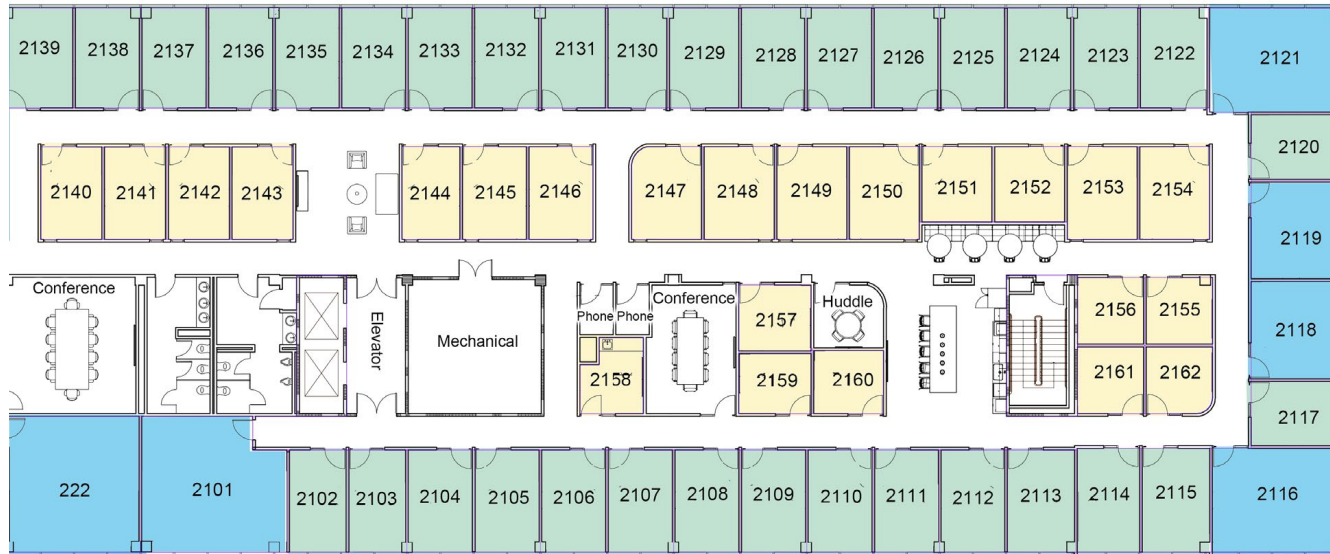 2139 2138 2137 2136 2135 2134 2133 2132 2131 2130 2129 2128 2127 2126 2125 2124 2123 2122 2121
2120
2140 2141 2142 2143 2144 2145 2146 2147 2148 2149 2150 2151 2152 2153 2154
2119
Conference Elevator Mechanical Phone Phone Conference Huddle
2157 2156 2155
2118
2158 2159 2160 2161 2162
2117
222 2101 2102 2103 2104 2105 2106 2107 2108 2109 2110 2111 2112 2113 2114 2115 2116